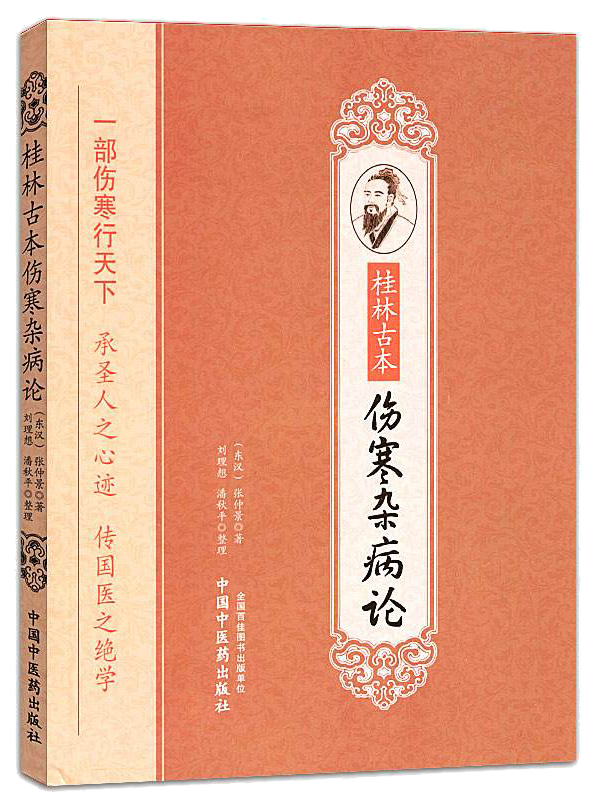 桂林古本伤寒杂病论
（东汉）张仲景◎著
刘理想 潘秋平◎整理
中国中医药出版社
一部伤寒行天下 承圣人之心迹 传国医之绝学
桂林古本
伤寒杂病论
（东汉）张仲景◎著
刘理想 潘秋平◎整理
全国百佳图书出版单位
中国中医药出版社